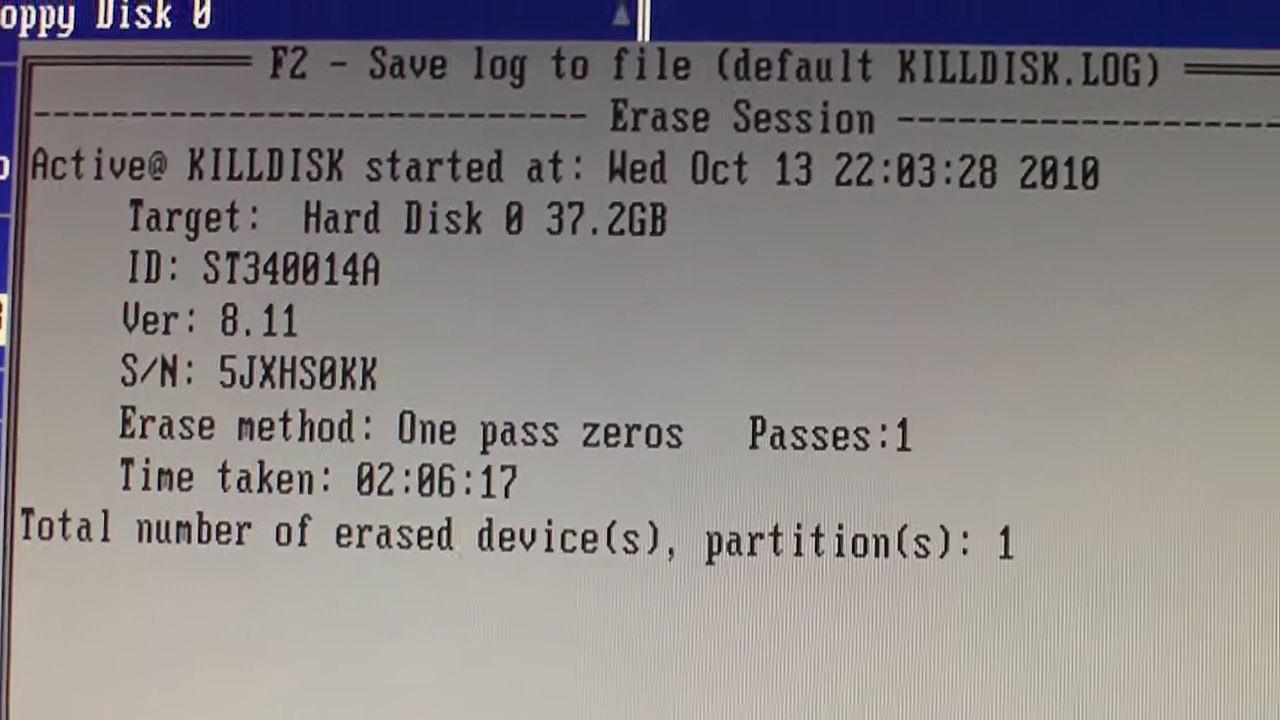 oppy Disk 0
F2 - Save log to file (default KILLDISK.LOG)
Erase Session
Active@ KILLDISK started at: Wed Oct 13 22:03:28 2010
Target: Hard Disk 0 37.2GB
ID: ST340014A
Ver: 8.11
S/N: 5JXHS0KK
Erase method: One pass zeros Passes:1
Time taken: 02:06:17
Total number of erased device(s), partition(s): 1